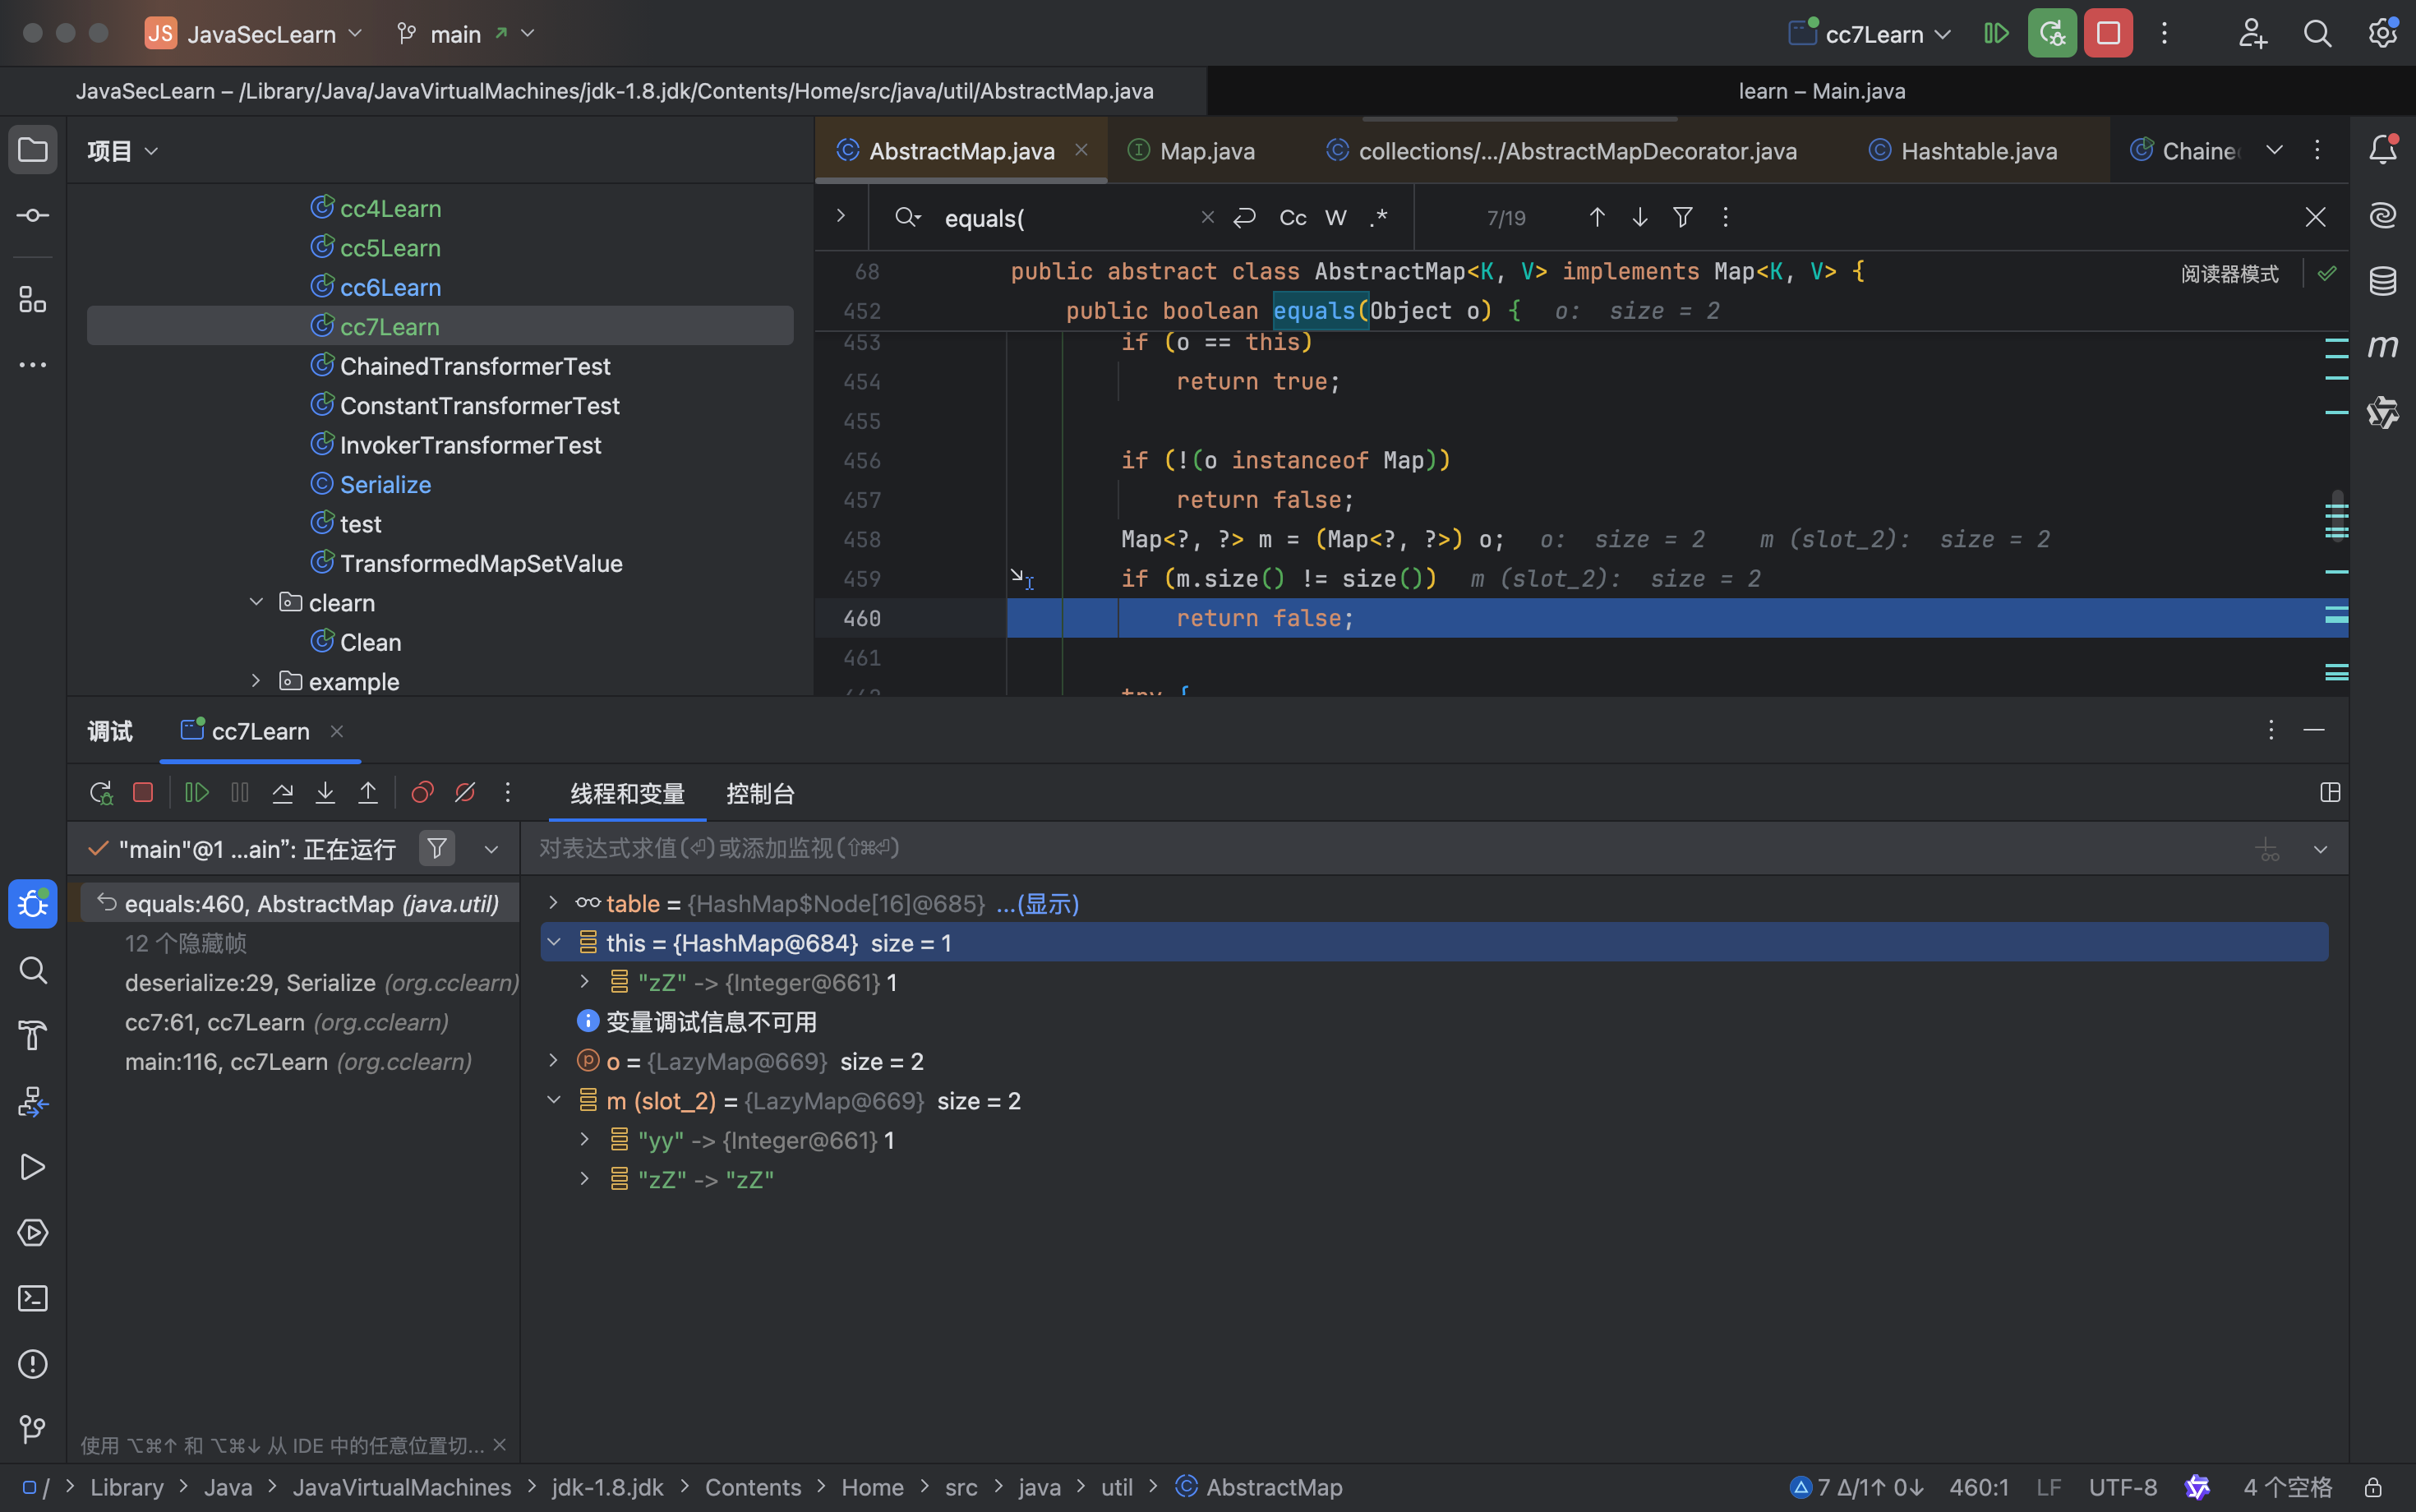 JS JavaSecLearn main cc7Learn
JavaSecLearn – /Library/Java/JavaVirtualMachines/jdk-1.8.jdk/Contents/Home/src/java/util/AbstractMap.java
learn – Main.java
项目
cc4Learn
cc5Learn
cc6Learn
cc7Learn
ChainedTransformerTest
ConstantTransformerTest
InvokerTransformerTest
Serialize
test
TransformedMapSetValue
clearn
Clean
example
AbstractMap.java Map.java collections/.../AbstractMapDecorator.java Hashtable.java Chaine
equals( Cc W .* 7/19
68 public abstract class AbstractMap<K, V> implements Map<K, V> {
阅读器模式
452 public boolean equals(Object o) { o: size = 2
453 if (o == this)
454 return true;
455
456 if (!(o instanceof Map))
457 return false;
458 Map<?, ?> m = (Map<?, ?>) o; o: size = 2 m (slot_2): size = 2
459 if (m.size() != size()) m (slot_2): size = 2
460 return false;
461
462 try {
m
调试 cc7Learn
线程和变量 控制台
"main"@1 ...ain": 正在运行
对表达式求值(⏎)或添加监视(⇧⌘⏎)
equals:460, AbstractMap (java.util)
12 个隐藏帧
deserialize:29, Serialize (org.cclearn)
cc7:61, cc7Learn (org.cclearn)
main:116, cc7Learn (org.cclearn)
table = {HashMap$Node[16]@685} ...(显示)
this = {HashMap@684} size = 1
"zZ" -> {Integer@661} 1
变量调试信息不可用
o = {LazyMap@669} size = 2
m (slot_2) = {LazyMap@669} size = 2
"yy" -> {Integer@661} 1
"zZ" -> "zZ"
使用 ⌥⌘↑ 和 ⌥⌘↓ 从 IDE 中的任意位置切...
/ > Library > Java > JavaVirtualMachines > jdk-1.8.jdk > Contents > Home > src > java > util > AbstractMap
7 Δ/1↑ 0↓ 460:1 LF UTF-8 4 个空格